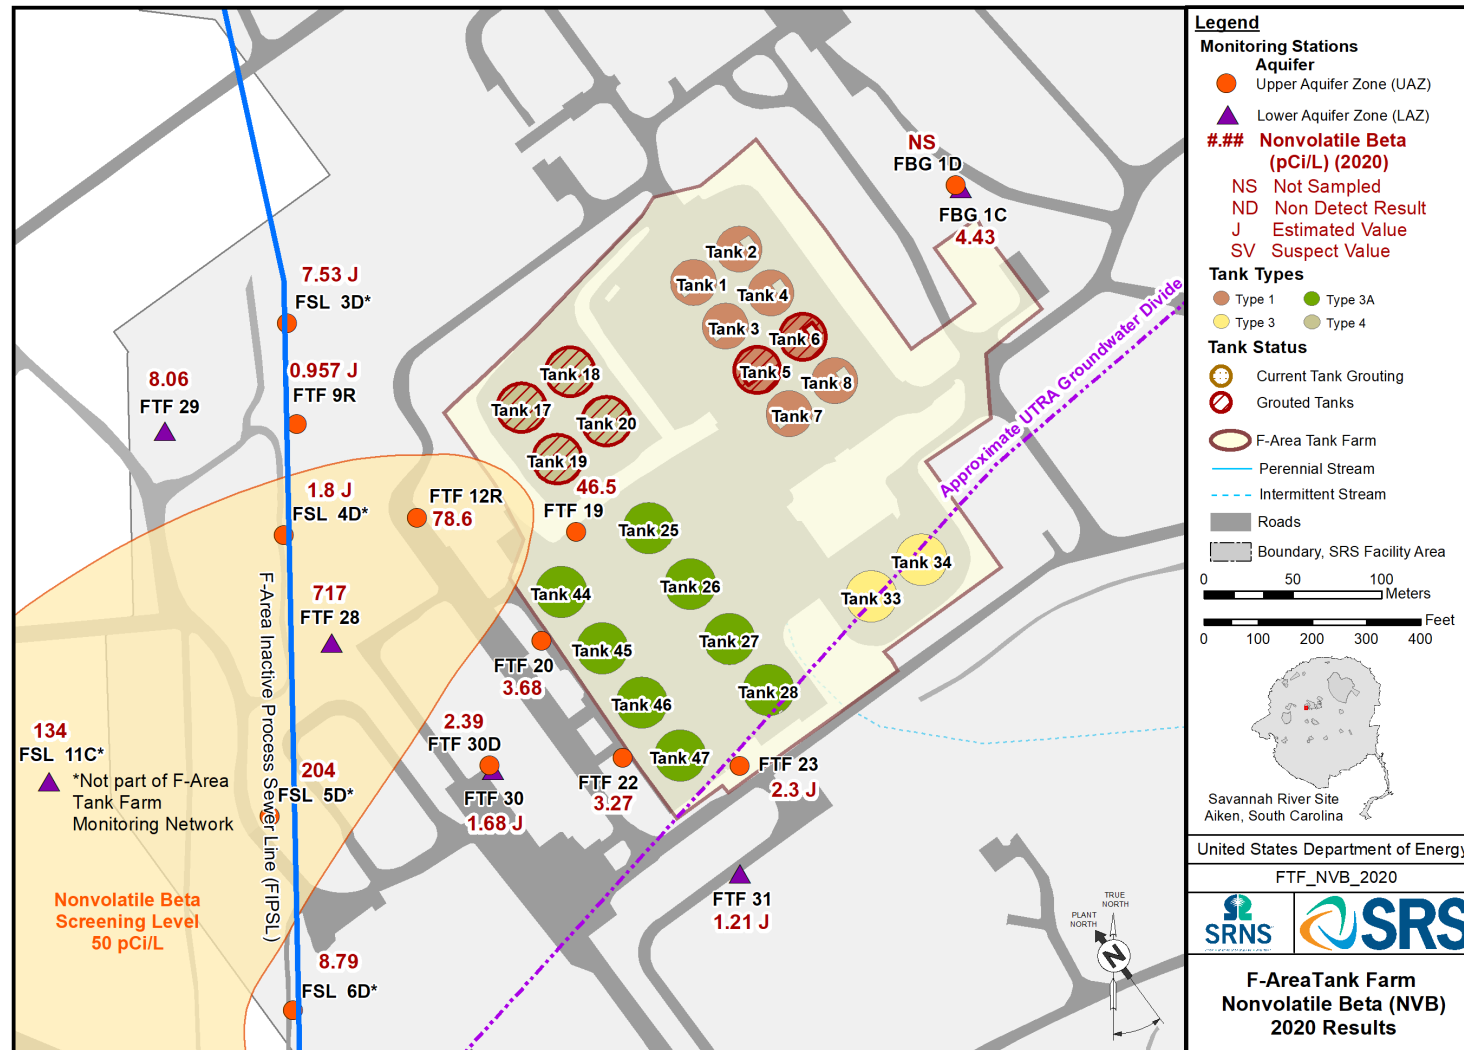 NS
FBG 1D
FBG 1C
4.43
Tank 2
Tank 1
Tank 4
Tank 3
Tank 6
Tank 5
Tank 8
Tank 7
7.53 J
FSL 3D*
0.957 J
FTF 9R
8.06
FTF 29
Tank 18
Tank 17
Tank 20
Tank 19
Approximate UTRA Groundwater Divide
46.5
FTF 19
1.8 J
FSL 4D*
FTF 12R
78.6
Tank 25
Tank 34
Tank 33
Tank 44
Tank 26
717
FTF 28
F-Area Inactive Process Sewer Line (FIPSL)
Tank 45
Tank 27
FTF 20
3.68
Tank 46
Tank 28
134
FSL 11C*
*Not part of F-Area
Tank Farm
Monitoring Network
2.39
FTF 30D
FTF 30
1.68 J
Tank 47
FTF 22
3.27
FTF 23
2.3 J
204
FSL 5D*
FTF 31
1.21 J
Nonvolatile Beta
Screening Level
50 pCi/L
8.79
FSL 6D*
TRUE
NORTH
PLANT
NORTH
N
Legend
Monitoring Stations
Aquifer
Upper Aquifer Zone (UAZ)
Lower Aquifer Zone (LAZ)
#.## Nonvolatile Beta
(pCi/L) (2020)
NS Not Sampled
ND Non Detect Result
J Estimated Value
SV Suspect Value
Tank Types
Type 1 Type 3A
Type 3 Type 4
Tank Status
Current Tank Grouting
Grouted Tanks
F-Area Tank Farm
Perennial Stream
Intermittent Stream
Roads
Boundary, SRS Facility Area
0 50 100
Meters
Feet
0 100 200 300 400
Savannah River Site
Aiken, South Carolina
United States Department of Energy
FTF_NVB_2020
SRNS
SRS
F-AreaTank Farm
Nonvolatile Beta (NVB)
2020 Results